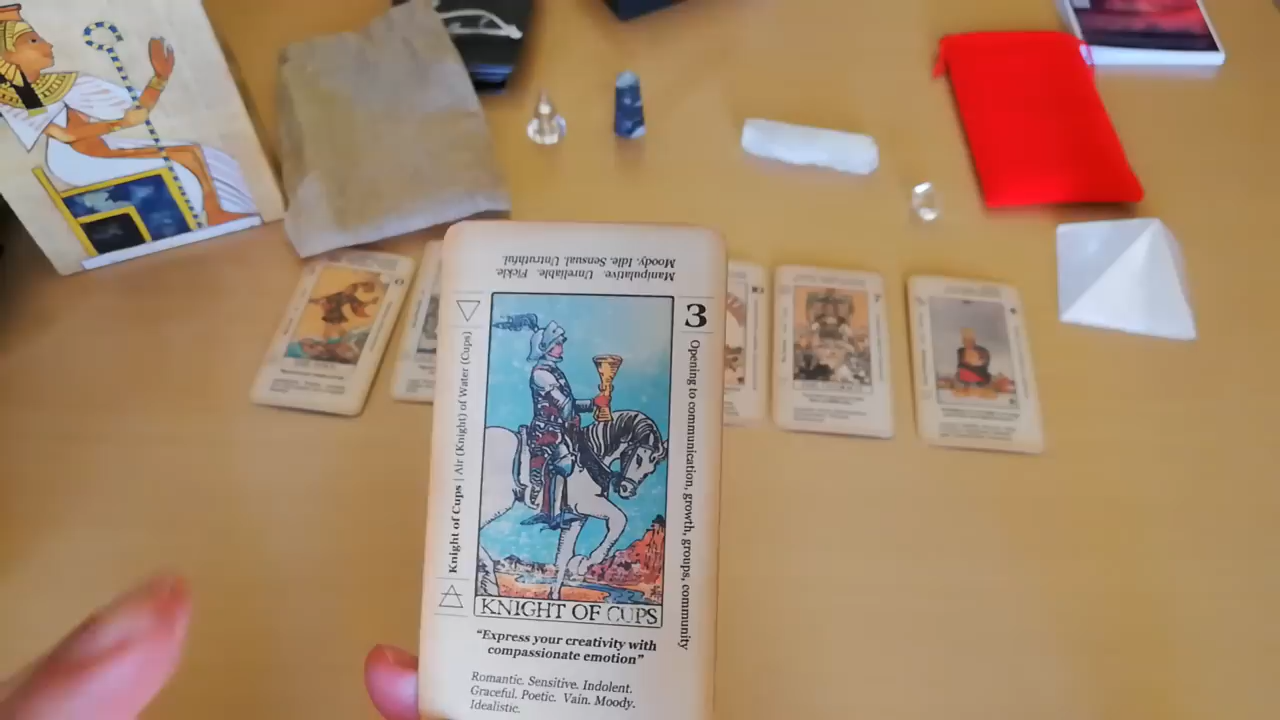 Manipulative. Unreliable. Fickle.
Moody. Idle. Sensual. Untruthful.
3
Knight of Cups | Air (Knight) of Water (Cups)
Opening to communication, growth, groups, community
KNIGHT OF CUPS
“Express your creativity with
compassionate emotion”
Romantic. Sensitive. Indolent.
Graceful. Poetic. Vain. Moody.
Idealistic.